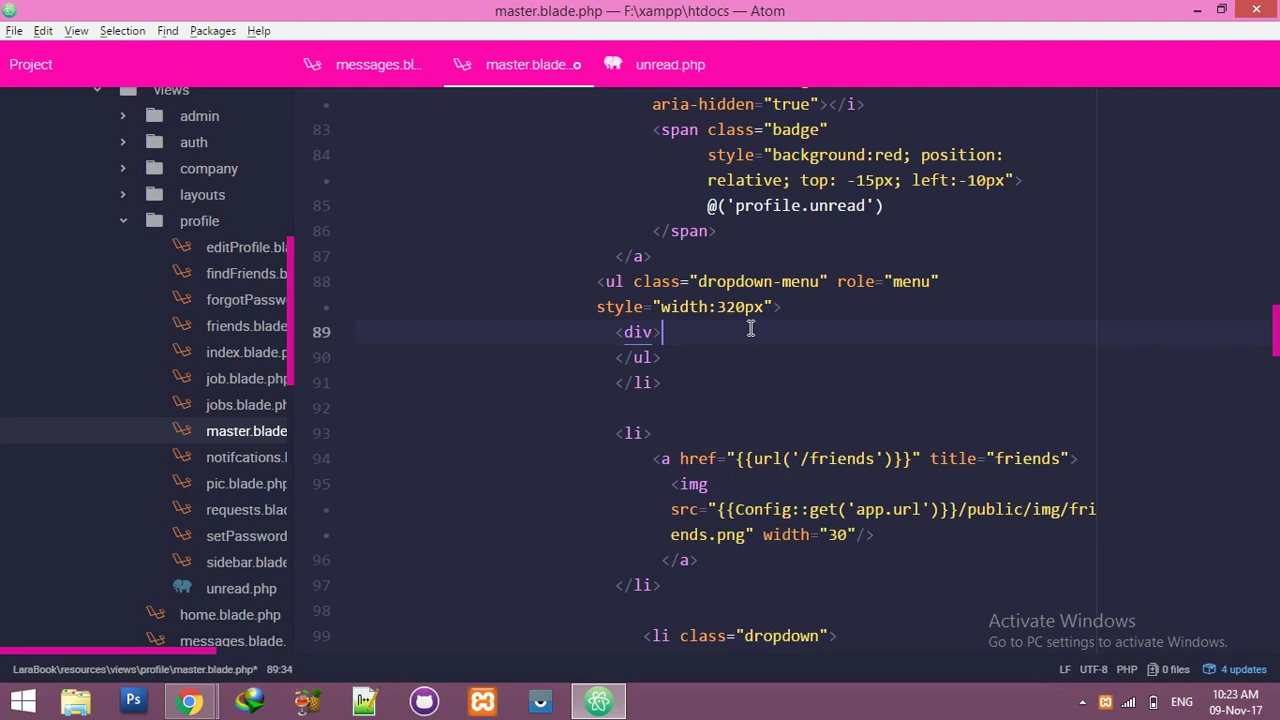 master.blade.php — F:\xampp\htdocs — Atom
File Edit View Selection Find Packages Help
Project
messages.bl...
master.blade...
unread.php
views
admin
auth
company
layouts
profile
editProfile.bla
findFriends.b
forgotPassw
friends.blade
index.blade.p
job.blade.php
jobs.blade.ph
master.blade
notifcations.
pic.blade.php
requests.blad
setPassword
sidebar.blade
unread.php
home.blade.php
messages.blade.
aria-hidden="true"></i>
83 <span class="badge"
84 style="background:red; position:
relative; top: -15px; left:-10px">
85 @('profile.unread')
86 </span>
87 </a>
88 <ul class="dropdown-menu" role="menu"
style="width:320px">
89 <div>
90 </ul>
91 </li>
92
93 <li>
94 <a href="{{url('/friends')}}" title="friends">
95 <img
src="{{Config::get('app.url')}}/public/img/fri
ends.png" width="30"/>
96 </a>
97 </li>
98
99 <li class="dropdown">
Activate Windows
Go to PC settings to activate Windows.
LaraBook\resources\views\profile\master.blade.php* 89:34
LF UTF-8 PHP 0 files 4 updates
Ps
ENG
10:23 AM
09-Nov-17